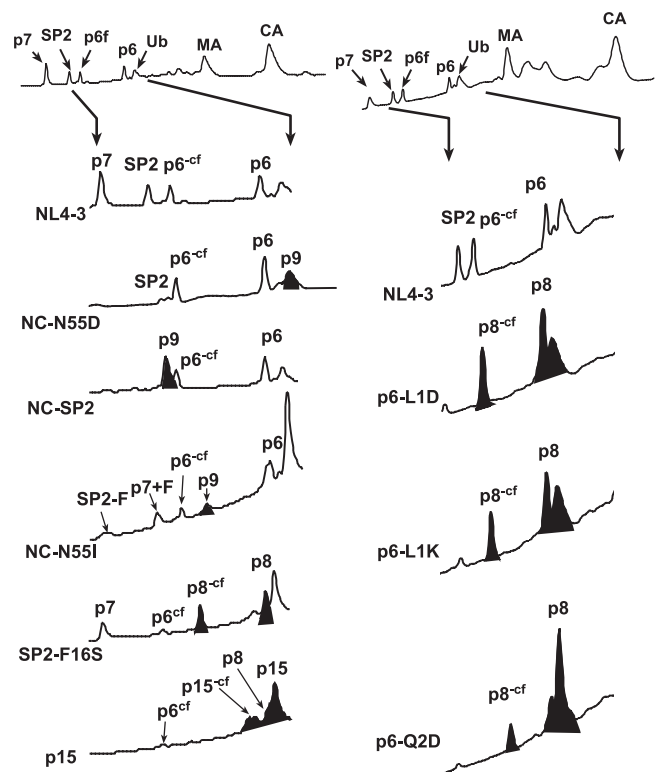 p7 SP2 p6f p6 Ub MA CA
p7 SP2 p6f p6 Ub MA CA
p7 SP2 p6-cf p6
NL4-3
SP2 p6-cf p6 p9
NC-N55D
p9 p6-cf p6
NC-SP2
SP2-F p7+F p6-cf p9 p6
NC-N55I
p7 p6cf p8-cf p8
SP2-F16S
p6cf p15-cf p8 p15
p15
SP2 p6-cf p6
NL4-3
p8-cf p8
p6-L1D
p8-cf p8
p6-L1K
p8-cf p8
p6-Q2D